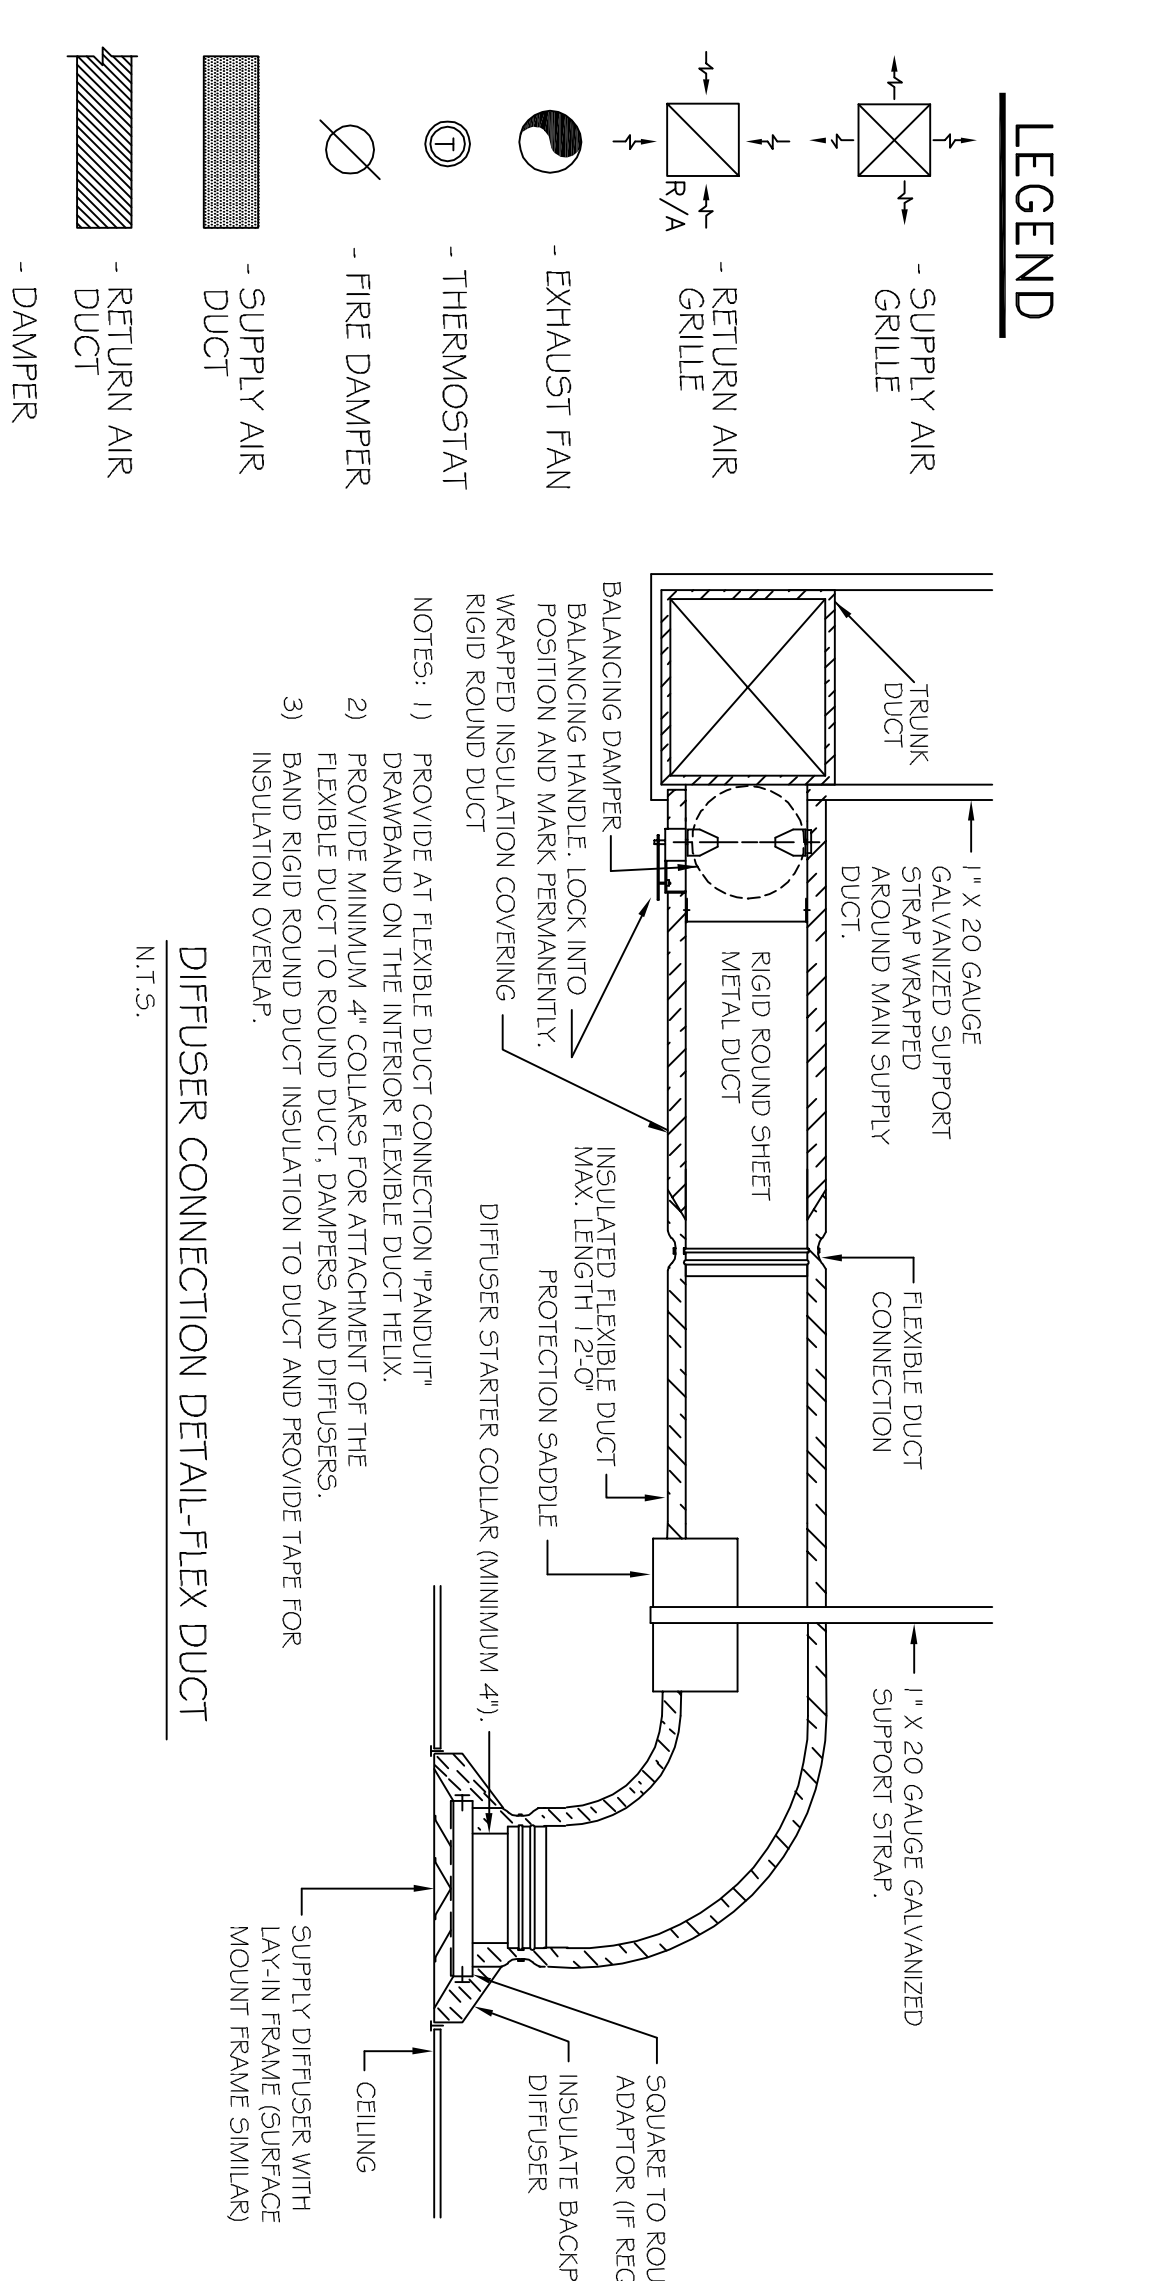 LEGEND
- SUPPLY AIR
GRILLE
R/A
- RETURN AIR
GRILLE
- EXHAUST FAN
T
- THERMOSTAT
- FIRE DAMPER
- SUPPLY AIR
DUCT
- RETURN AIR
DUCT
- DAMPER
TRUNK
DUCT
1" X 20 GAUGE
GALVANIZED SUPPORT
STRAP WRAPPED
AROUND MAIN SUPPLY
DUCT.
FLEXIBLE DUCT
CONNECTION
1" X 20 GAUGE GALVANIZED
SUPPORT STRAP.
RIGID ROUND SHEET
METAL DUCT
BALANCING DAMPER
BALANCING HANDLE. LOCK INTO
POSITION AND MARK PERMANENTLY.
WRAPPED INSULATION COVERING
RIGID ROUND DUCT
INSULATED FLEXIBLE DUCT
MAX. LENGTH 12'-0"
PROTECTION SADDLE
DIFFUSER STARTER COLLAR (MINIMUM 4").
SQUARE TO
ADAPTOR (IF
INSULATE
DIFFUSER
CEILING
SUPPLY DIFFUSER WITH
LAY-IN FRAME (SURFACE
MOUNT FRAME SIMILAR)
NOTES: 1) PROVIDE AT FLEXIBLE DUCT CONNECTION "PANDUIT"
DRAWBAND ON THE INTERIOR FLEXIBLE DUCT HELIX.
2) PROVIDE MINIMUM 4" COLLARS FOR ATTACHMENT OF THE
FLEXIBLE DUCT TO ROUND DUCT, DAMPERS AND DIFFUSERS.
3) BAND RIGID ROUND DUCT INSULATION TO DUCT AND PROVIDE TAPE FOR
INSULATION OVERLAP.
DIFFUSER CONNECTION DETAIL-FLEX DUCT
N.T.S.